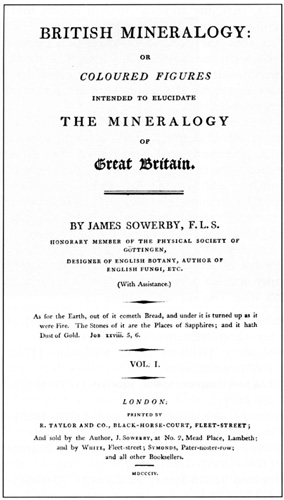 BRITISH MINERALOGY:
OR
COLOURED FIGURES
INTENDED TO ELUCIDATE
THE MINERALOGY
OF
Great Britain.
BY JAMES SOWERBY, F.L.S.
HONORARY MEMBER OF THE PHYSICAL SOCIETY OF
GÖTTINGEN,
DESIGNER OF ENGLISH BOTANY, AUTHOR OF
ENGLISH FUNGI, ETC.
(With Assistance.)
As for the Earth, out of it cometh Bread, and under it is turned up as it
were Fire. The Stones of it are the Places of Sapphires; and it hath
Dust of Gold. JOB xxviii. 5, 6.
VOL. I.
LONDON:
PRINTED BY
R. TAYLOR AND CO., BLACK-HORSE-COURT, FLEET-STREET;
And sold by the Author, J. SOWERBY, at No. 2, Mead Place, Lambeth;
and by WHITE, Fleet-street; SYMONDS, Pater-noster-row;
and all other Booksellers.
MDCCCIV.